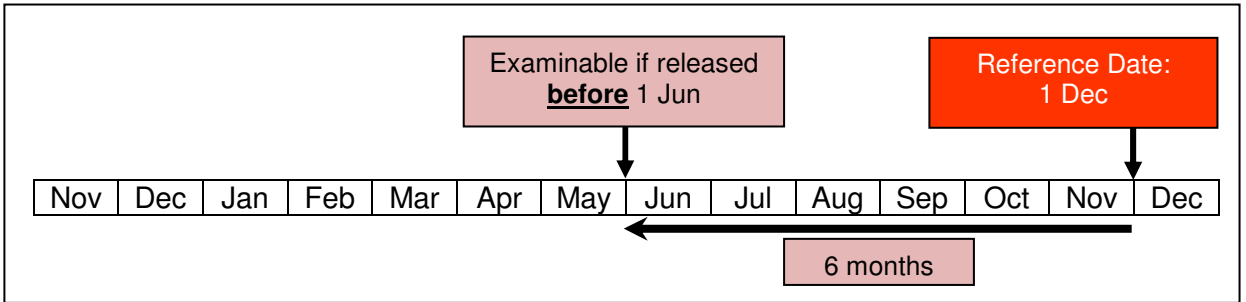 Examinable if released
before 1 Jun
Reference Date:
1 Dec
Nov Dec Jan Feb Mar Apr May Jun Jul Aug Sep Oct Nov Dec
6 months